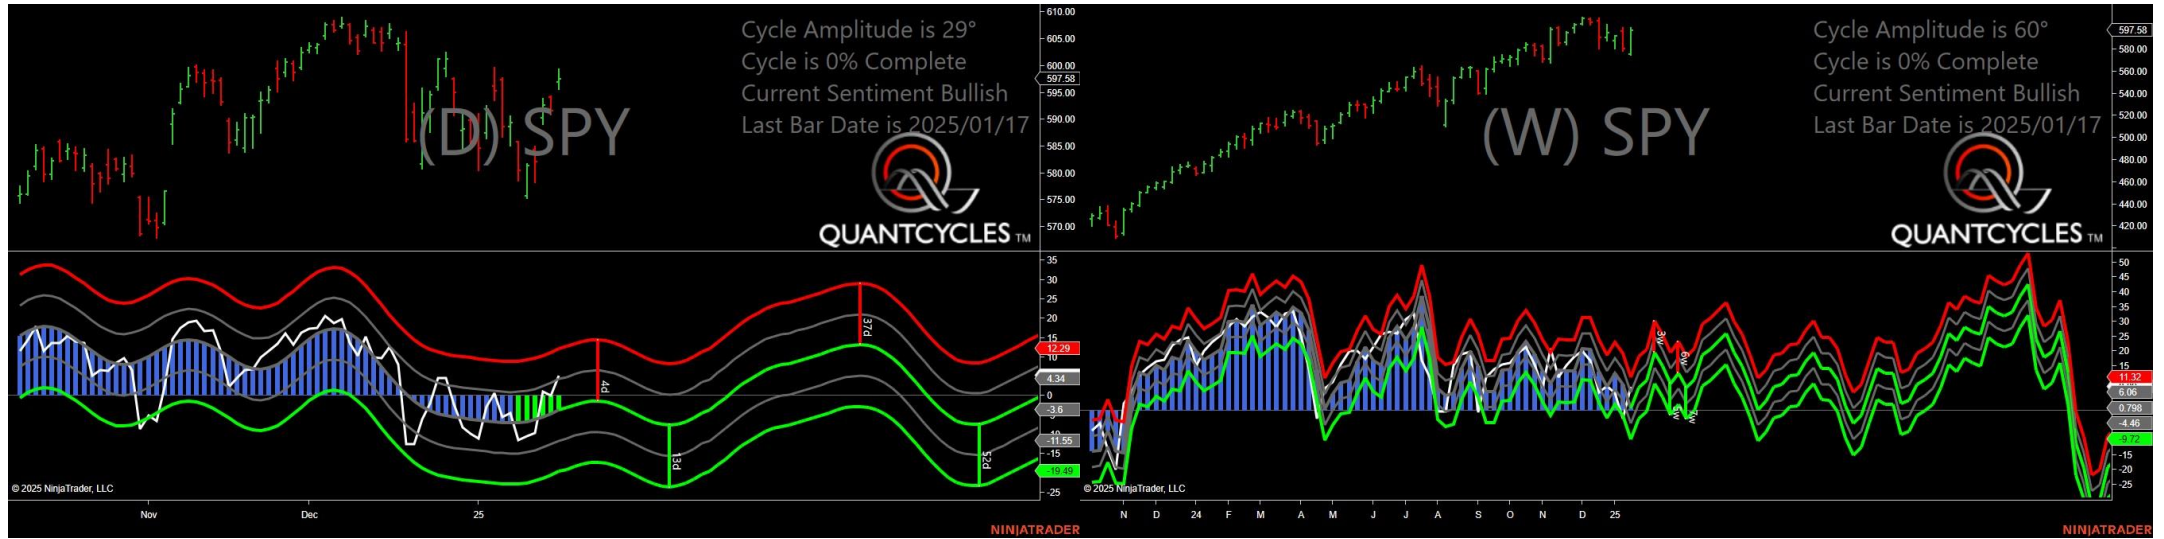 Cycle Amplitude is 29°
Cycle is 0% Complete
Current Sentiment Bullish
Last Bar Date is 2025/01/17
(D) SPY
QUANTCYCLES TM
610.00
605.00
600.00
597.58
595.00
590.00
585.00
580.00
575.00
570.00
35
30
25
20
15
12.29
10
4.34
0
-3.6
-11.55
-15
-19.49
-25
4d
13d
37d
52d
© 2025 NinjaTrader, LLC
Nov
Dec
25
NINJATRADER
Cycle Amplitude is 60°
Cycle is 0% Complete
Current Sentiment Bullish
Last Bar Date is 2025/01/17
(W) SPY
QUANTCYCLES TM
597.58
580.00
560.00
540.00
520.00
500.00
480.00
460.00
440.00
420.00
50
45
40
35
30
25
20
15
11.32
6.06
0.798
-4.46
-9.72
-15
-20
-25
3w
6w
7w
© 2025 NinjaTrader, LLC
N
D
24
F
M
A
M
J
J
A
S
O
N
D
25
NINJATRADER